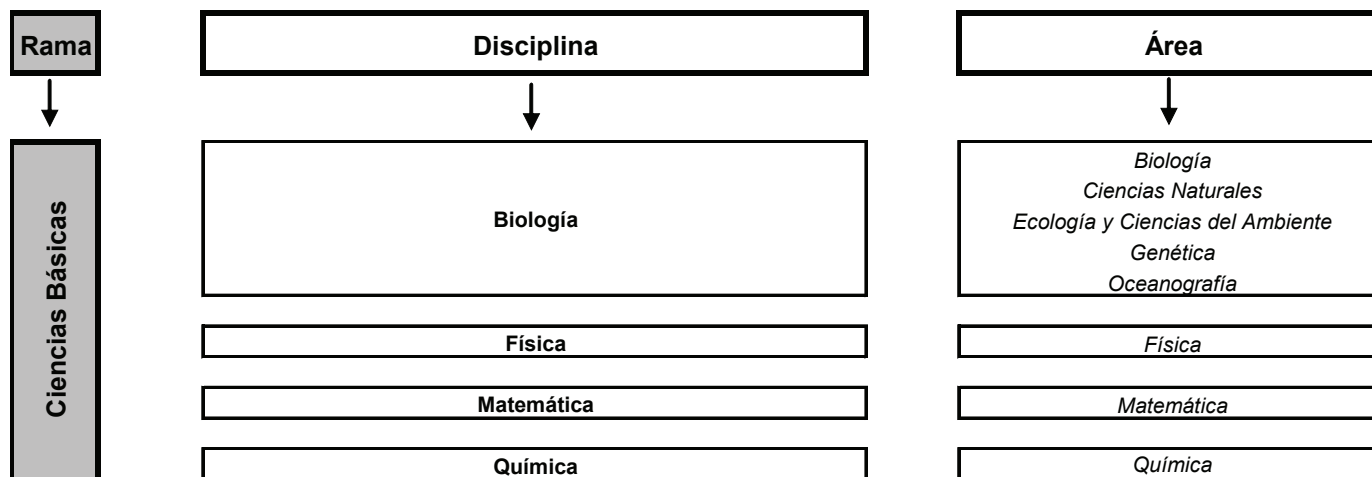 Rama
Disciplina
Área
Ciencias Básicas
Biología
Biología
Ciencias Naturales
Ecología y Ciencias del Ambiente
Genética
Oceanografía
Física
Física
Matemática
Matemática
Química
Química